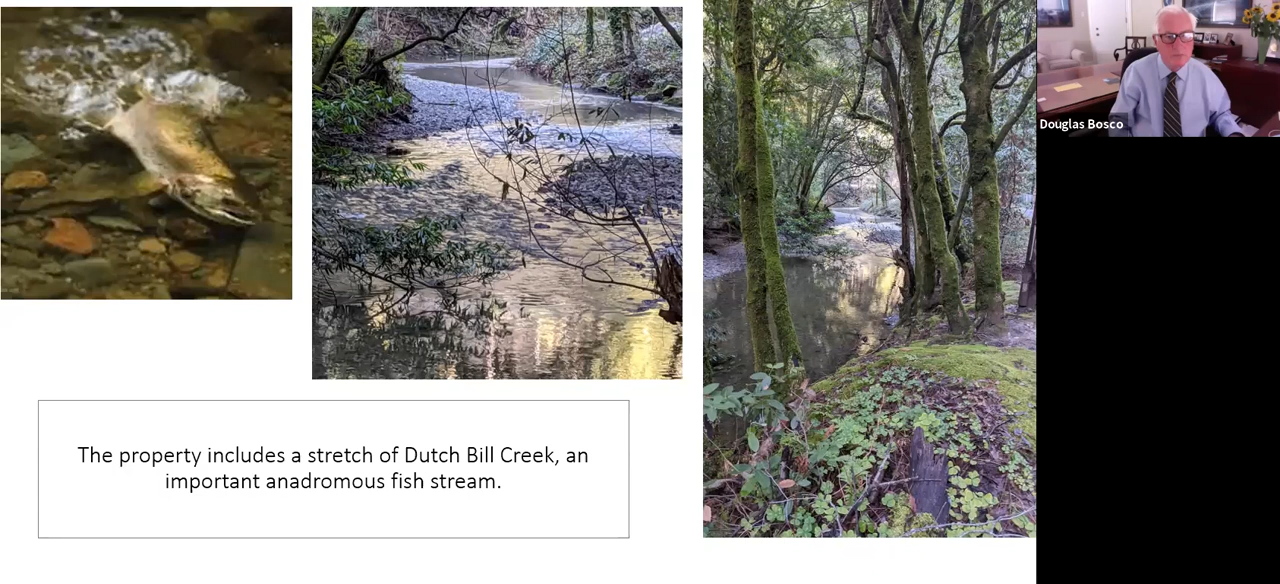 Douglas Bosco
The property includes a stretch of Dutch Bill Creek, an
important anadromous fish stream.